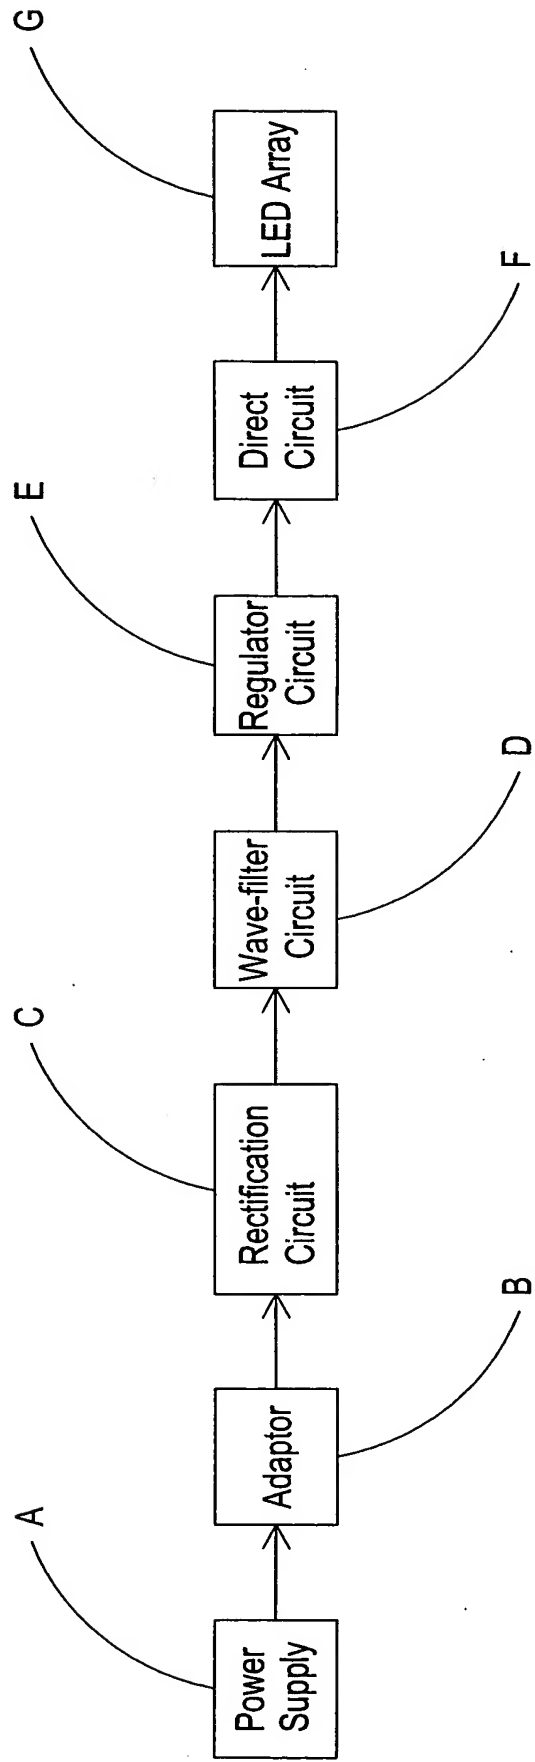 A
C
E
G
Power
Supply
Adaptor
Rectification
Circuit
Wave-filter
Circuit
Regulator
Circuit
Direct
Circuit
LED Array
B
D
F